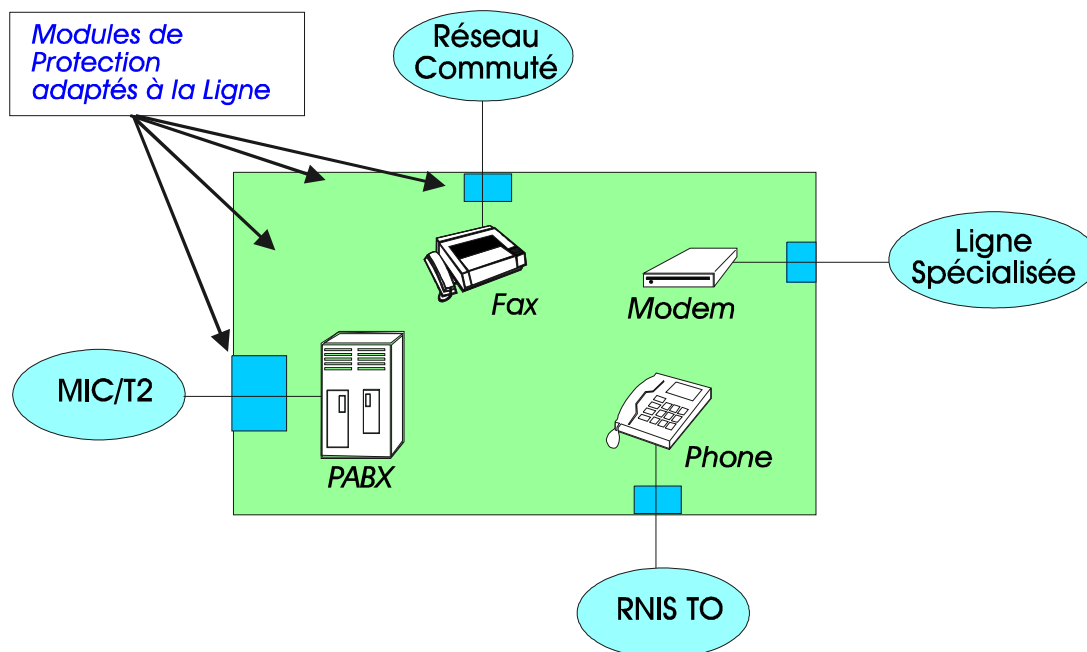 Modules de
Protection
adaptés à la Ligne
Réseau
Commuté
Ligne
Spécialisée
Fax
Modem
MIC/T2
PABX
Phone
RNIS TO